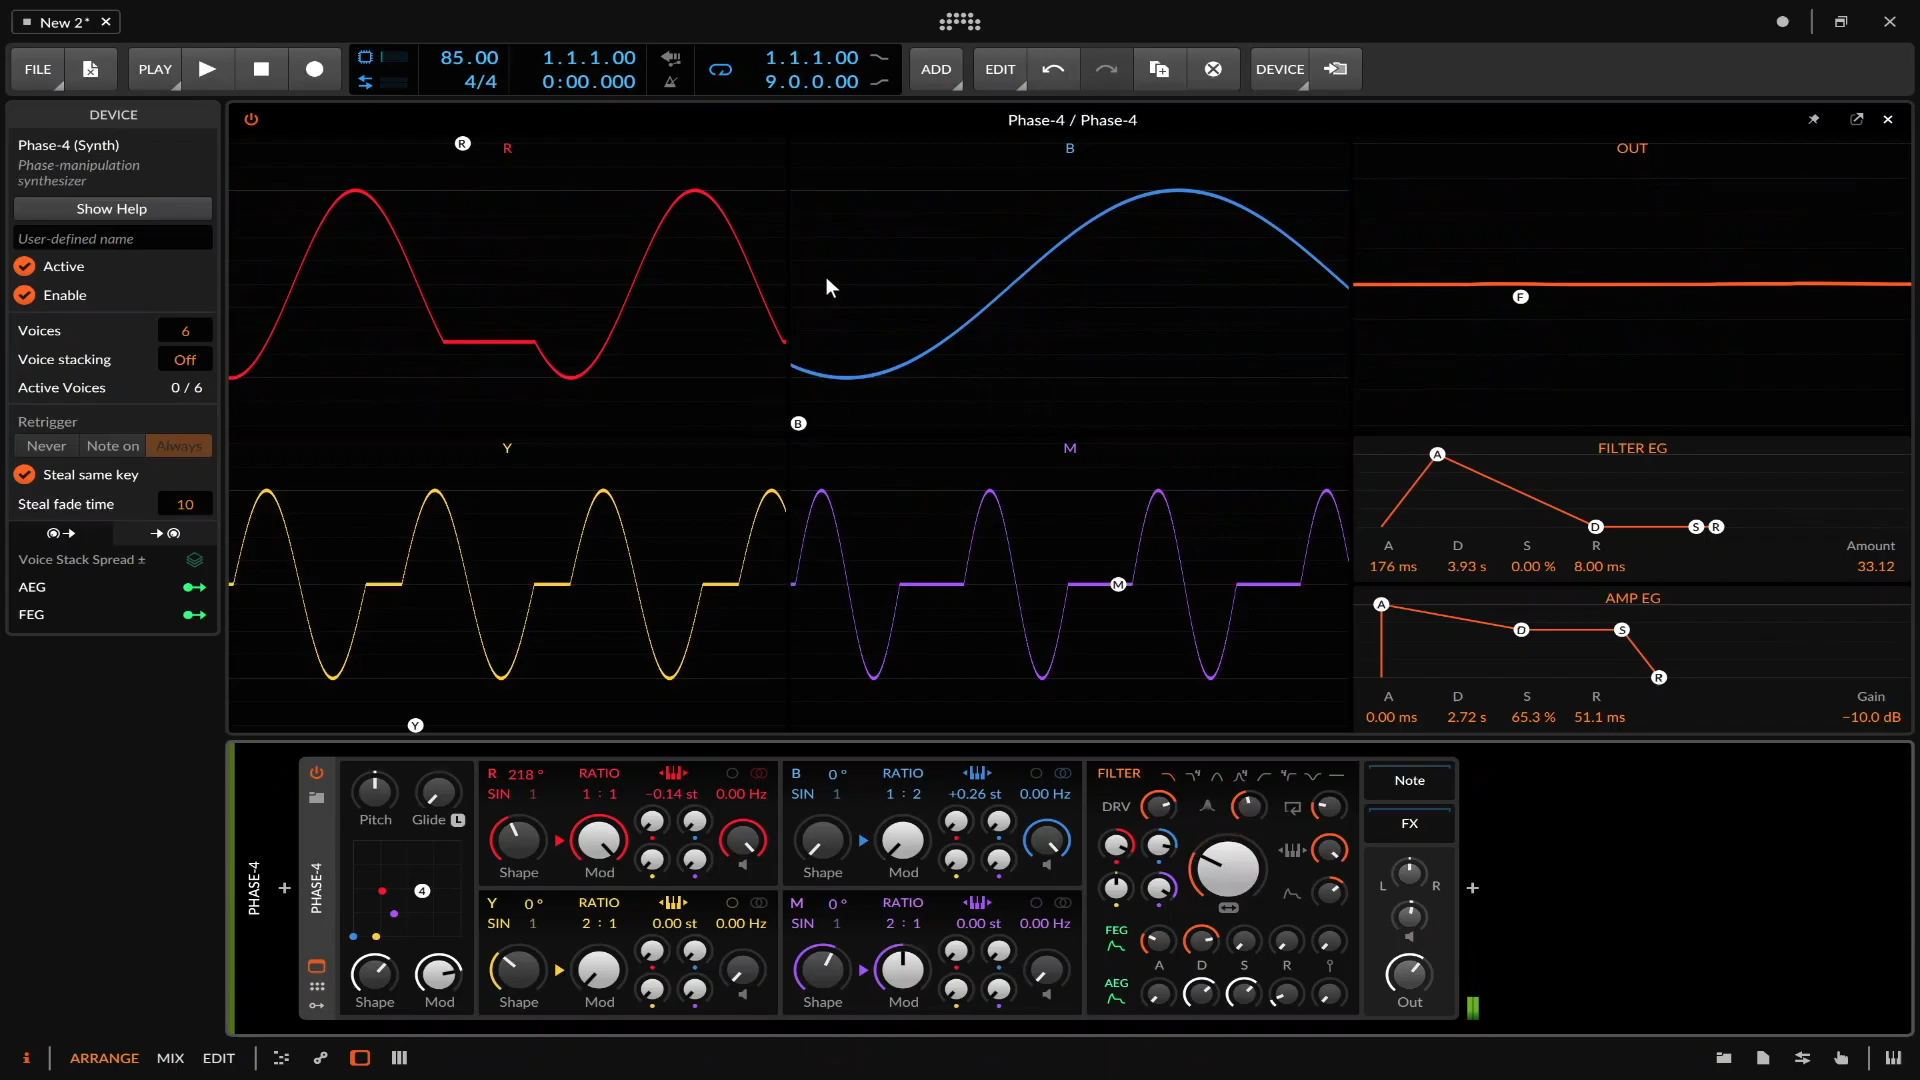 New 2*
FILE
PLAY
85.00
4/4
1.1.1.00
0:00.000
1.1.1.00
9.0.0.00
ADD
EDIT
DEVICE
DEVICE
Phase-4 (Synth)
Phase-manipulation
synthesizer
Show Help
User-defined name
Active
Enable
Voices 6
Voice stacking Off
Active Voices 0 / 6
Retrigger
Never Note on Always
Steal same key
Steal fade time 10
Voice Stack Spread ±
AEG
FEG
Phase-4 / Phase-4
R R
B
OUT
F
B
Y
M
M
Y
FILTER EG
A
D S R
A D S R Amount
176 ms 3.93 s 0.00 % 8.00 ms 33.12
AMP EG
A
D S
R
A D S R Gain
0.00 ms 2.72 s 65.3 % 51.1 ms −10.0 dB
PHASE-4
PHASE-4
Pitch Glide L
4
Shape Mod
R 218 ° RATIO
SIN 1 1 : 1 −0.14 st 0.00 Hz
Shape Mod
B 0 ° RATIO
SIN 1 1 : 2 +0.26 st 0.00 Hz
Shape Mod
Y 0 ° RATIO
SIN 1 2 : 1 0.00 st 0.00 Hz
Shape Mod
M 0 ° RATIO
SIN 1 2 : 1 0.00 st 0.00 Hz
Shape Mod
FILTER
DRV
FEG
A D S R
AEG
Note
FX
L R
Out
i ARRANGE MIX EDIT